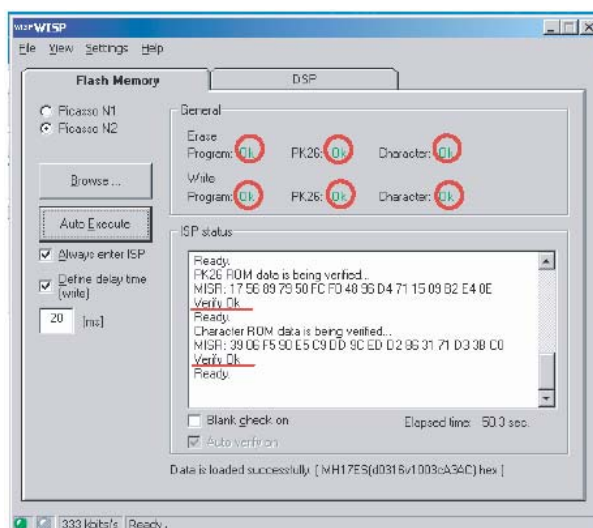 WISP WISP
File View Settings Help
Flash Memory DSP
Picasso N1
Picasso N2
Browse ...
Auto Execute
Always enter ISP
Define delay time
(write)
20 [ms]
General
Erase
Program: Ok PK26: Ok Character: Ok
Write
Program: Ok PK26: Ok Character: Ok
ISP status
Ready.
PK26 ROM data is being verified...
MISR: 17 56 89 79 50 FC F0 48 96 D4 71 15 09 B2 E4 0E
Verify Ok
Ready.
Character ROM data is being verified...
MISR: 39 06 F5 90 E5 C9 DD 9C ED D2 86 31 71 D3 3B C0
Verify Ok
Ready.
Blank check on Elapsed time: 50.3 sec.
Auto verify on
Data is loaded successfully. [ MH17ES(d0316v1003cA3AC).hex ]
333 kbits/s Ready.